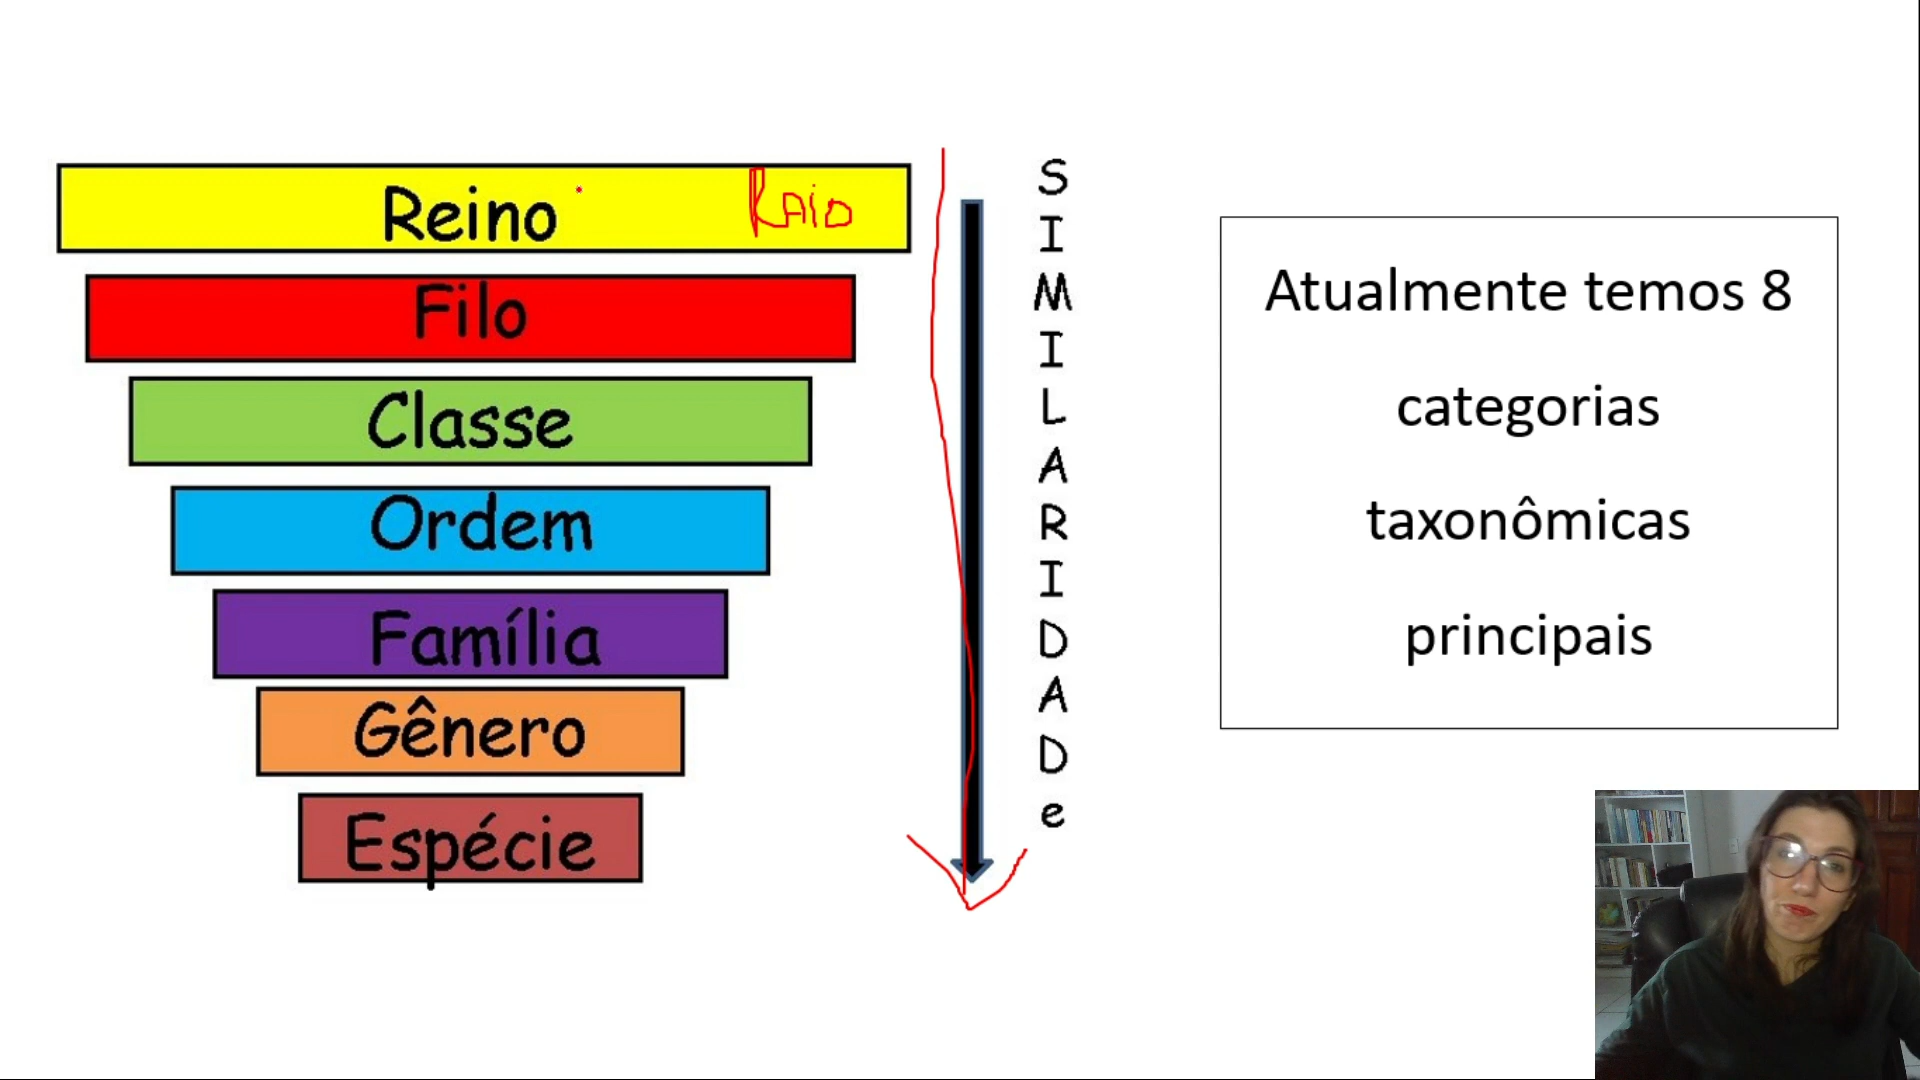 Reino RAiO
Filo
Classe
Ordem
Família
Gênero
Espécie
SIMILARIDADe
Atualmente temos 8
categorias
taxonômicas
principais